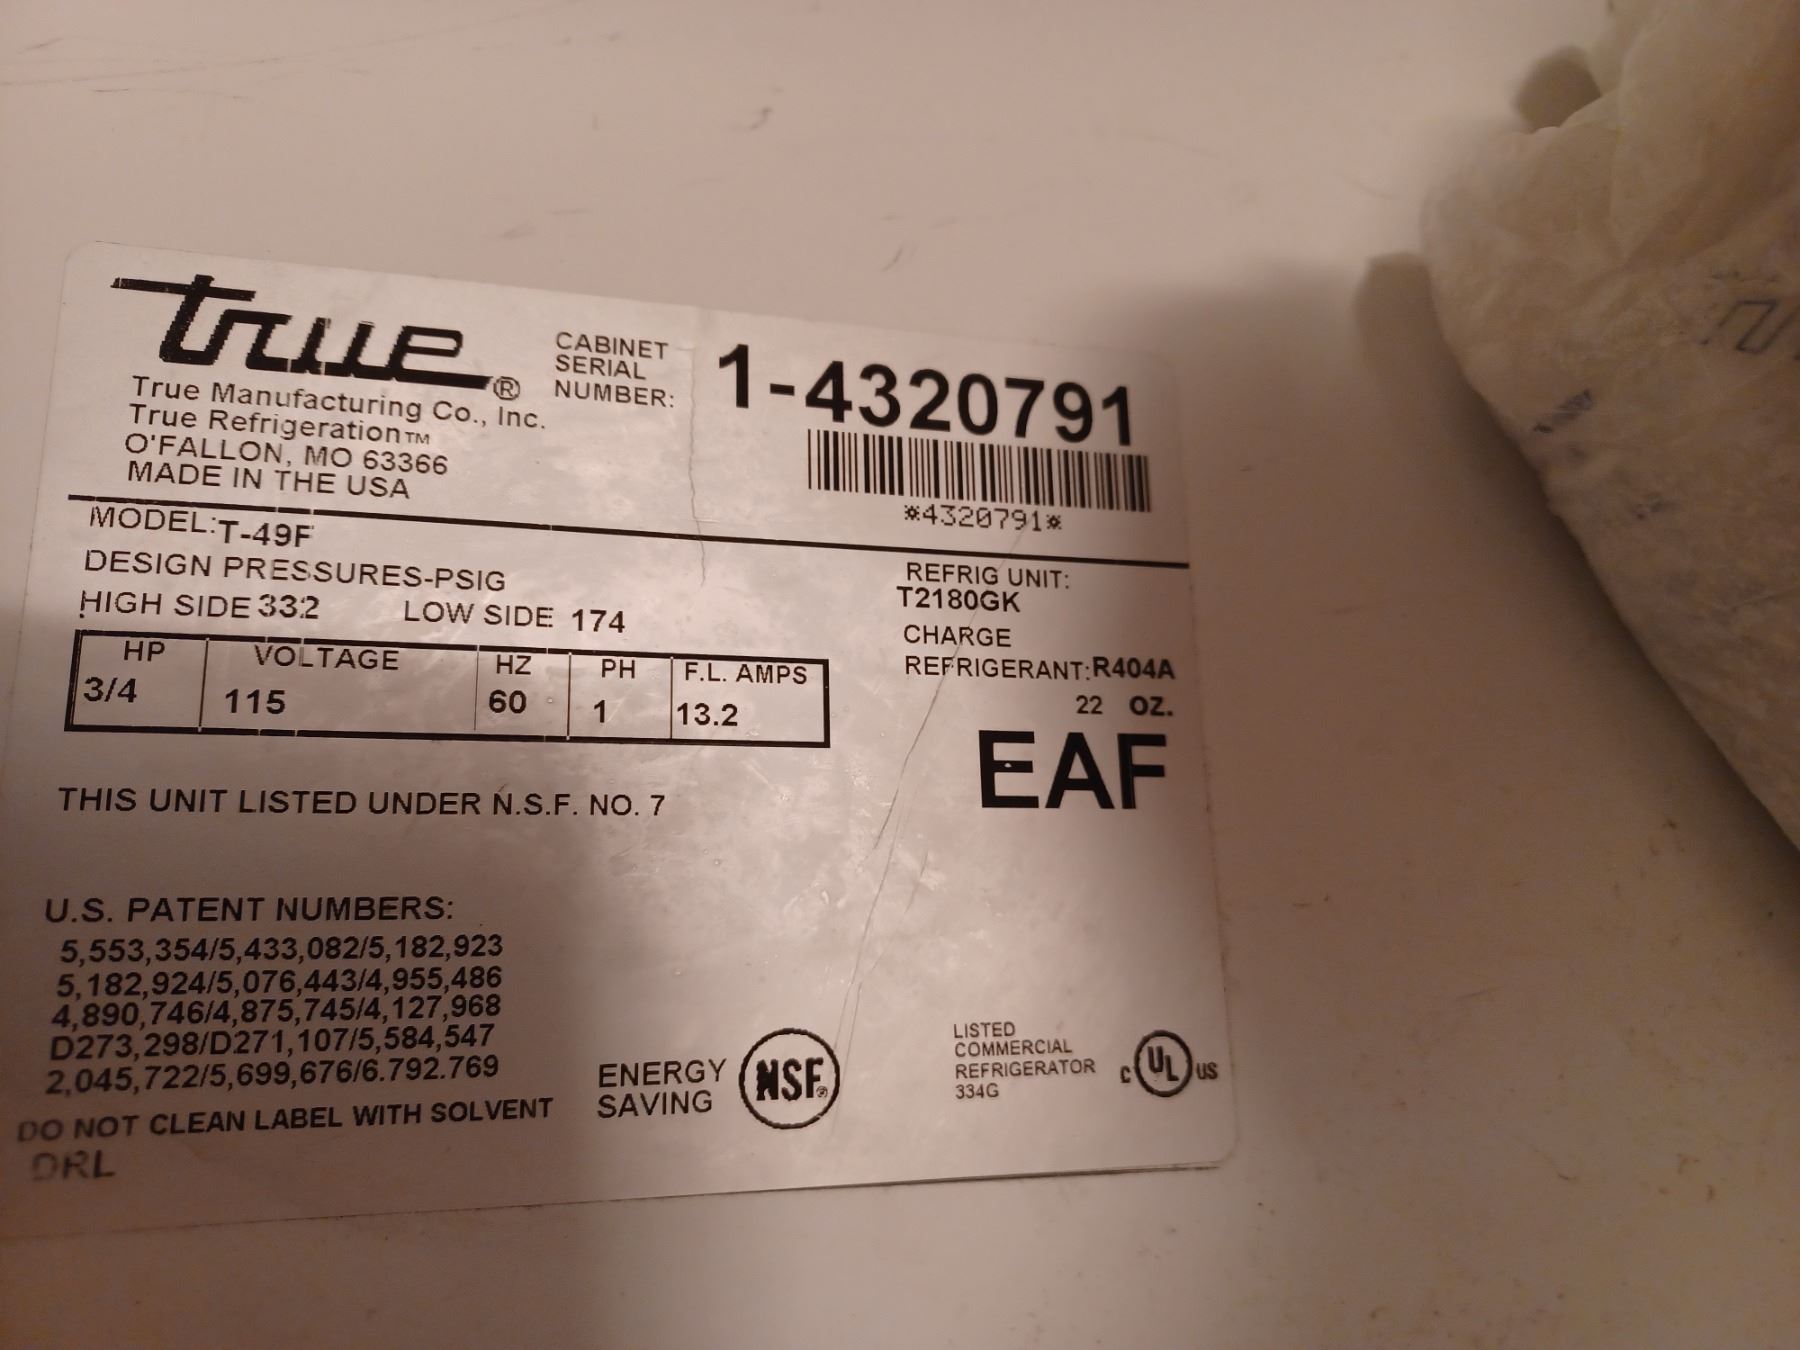 true®
True Manufacturing Co., Inc.
True Refrigeration™
O'FALLON, MO 63366
MADE IN THE USA
CABINET
SERIAL
NUMBER:
1-4320791
*4320791*
MODEL: T-49F
DESIGN PRESSURES-PSIG
HIGH SIDE 332 LOW SIDE 174
HP VOLTAGE HZ PH F.L. AMPS
3/4 115 60 1 13.2
REFRIG UNIT:
T2180GK
CHARGE
REFRIGERANT: R404A
22 OZ.
EAF
THIS UNIT LISTED UNDER N.S.F. NO. 7
U.S. PATENT NUMBERS:
5,553,354/5,433,082/5,182,923
5,182,924/5,076,443/4,955,486
4,890,746/4,875,745/4,127,968
D273,298/D271,107/5,584,547
2,045,722/5,699,676/6.792.769
DO NOT CLEAN LABEL WITH SOLVENT
DRL
ENERGY
SAVING
NSF®
LISTED
COMMERCIAL
REFRIGERATOR
334G
c UL us